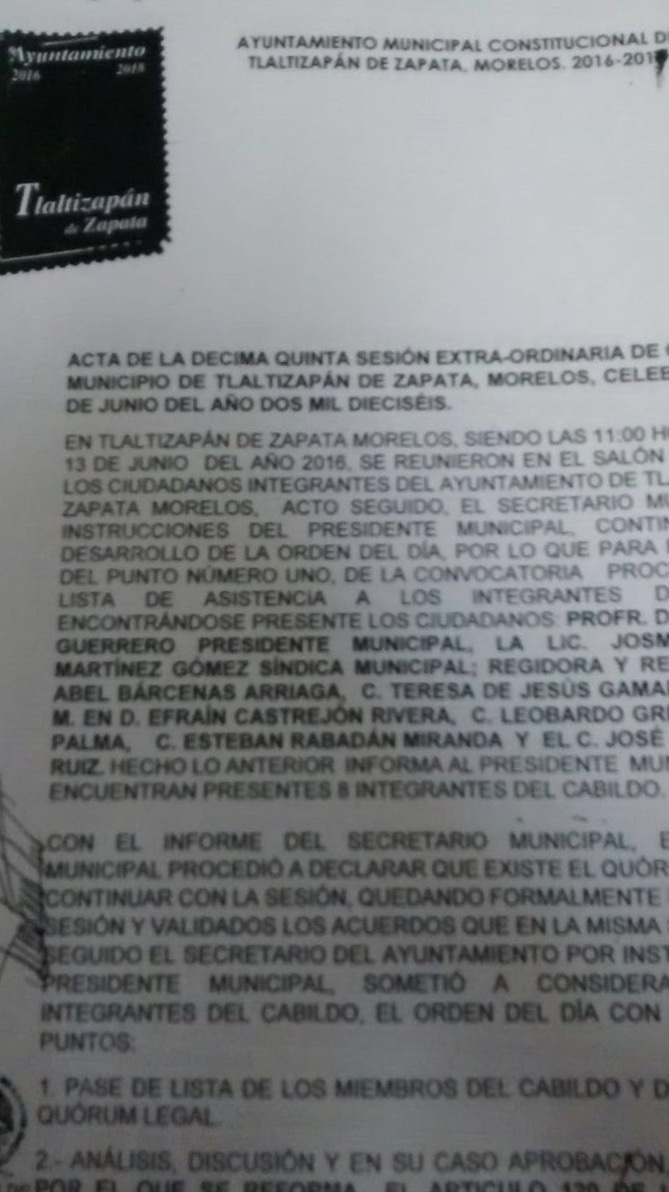 Ayuntamiento
2016 2018
Tlaltizapán
de Zapata
AYUNTAMIENTO MUNICIPAL CONSTITUCIONAL D
TLALTIZAPÁN DE ZAPATA, MORELOS. 2016-201
ACTA DE LA DECIMA QUINTA SESIÓN EXTRA-ORDINARIA DE
MUNICIPIO DE TLALTIZAPÁN DE ZAPATA, MORELOS, CELEB
DE JUNIO DEL AÑO DOS MIL DIECISÉIS.
EN TLALTIZAPÁN DE ZAPATA MORELOS, SIENDO LAS 11:00 H
13 DE JUNIO DEL AÑO 2016, SE REUNIERON EN EL SALÓN
LOS CIUDADANOS INTEGRANTES DEL AYUNTAMIENTO DE TL
ZAPATA MORELOS, ACTO SEGUIDO, EL SECRETARIO M
INSTRUCCIONES DEL PRESIDENTE MUNICIPAL, CONTIN
DESARROLLO DE LA ORDEN DEL DÍA, POR LO QUE PARA
DEL PUNTO NÚMERO UNO, DE LA CONVOCATORIA PROC
LISTA DE ASISTENCIA A LOS INTEGRANTES D
ENCONTRÁNDOSE PRESENTE LOS CIUDADANOS: PROFR. D
GUERRERO PRESIDENTE MUNICIPAL, LA LIC. JOSM
MARTÍNEZ GÓMEZ SÍNDICA MUNICIPAL; REGIDORA Y RE
ABEL BÁRCENAS ARRIAGA, C. TERESA DE JESÚS GAMA
M. EN D. EFRAÍN CASTREJÓN RIVERA, C. LEOBARDO GR
PALMA, C. ESTEBAN RABADÁN MIRANDA Y EL C. JOSÉ
RUIZ. HECHO LO ANTERIOR INFORMA AL PRESIDENTE MU
ENCUENTRAN PRESENTES 8 INTEGRANTES DEL CABILDO.
CON EL INFORME DEL SECRETARIO MUNICIPAL, E
MUNICIPAL PROCEDIÓ A DECLARAR QUE EXISTE EL QUÓR
CONTINUAR CON LA SESIÓN, QUEDANDO FORMALMENTE
SESIÓN Y VALIDADOS LOS ACUERDOS QUE EN LA MISMA
SEGUIDO EL SECRETARIO DEL AYUNTAMIENTO POR INST
PRESIDENTE MUNICIPAL, SOMETIÓ A CONSIDERA
INTEGRANTES DEL CABILDO, EL ORDEN DEL DÍA CON
PUNTOS:
1. PASE DE LISTA DE LOS MIEMBROS DEL CABILDO Y D
QUÓRUM LEGAL.
2.- ANÁLISIS, DISCUSIÓN Y EN SU CASO APROBACIÓN
POR EL QUE SE REFORMA EL ARTICULO 120 DE